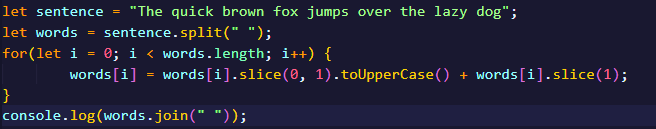 let sentence = "The quick brown fox jumps over the lazy dog";
let words = sentence.split(" ");
for(let i = 0; i < words.length; i++) {
        words[i] = words[i].slice(0, 1).toUpperCase() + words[i].slice(1);
}
console.log(words.join(" "));